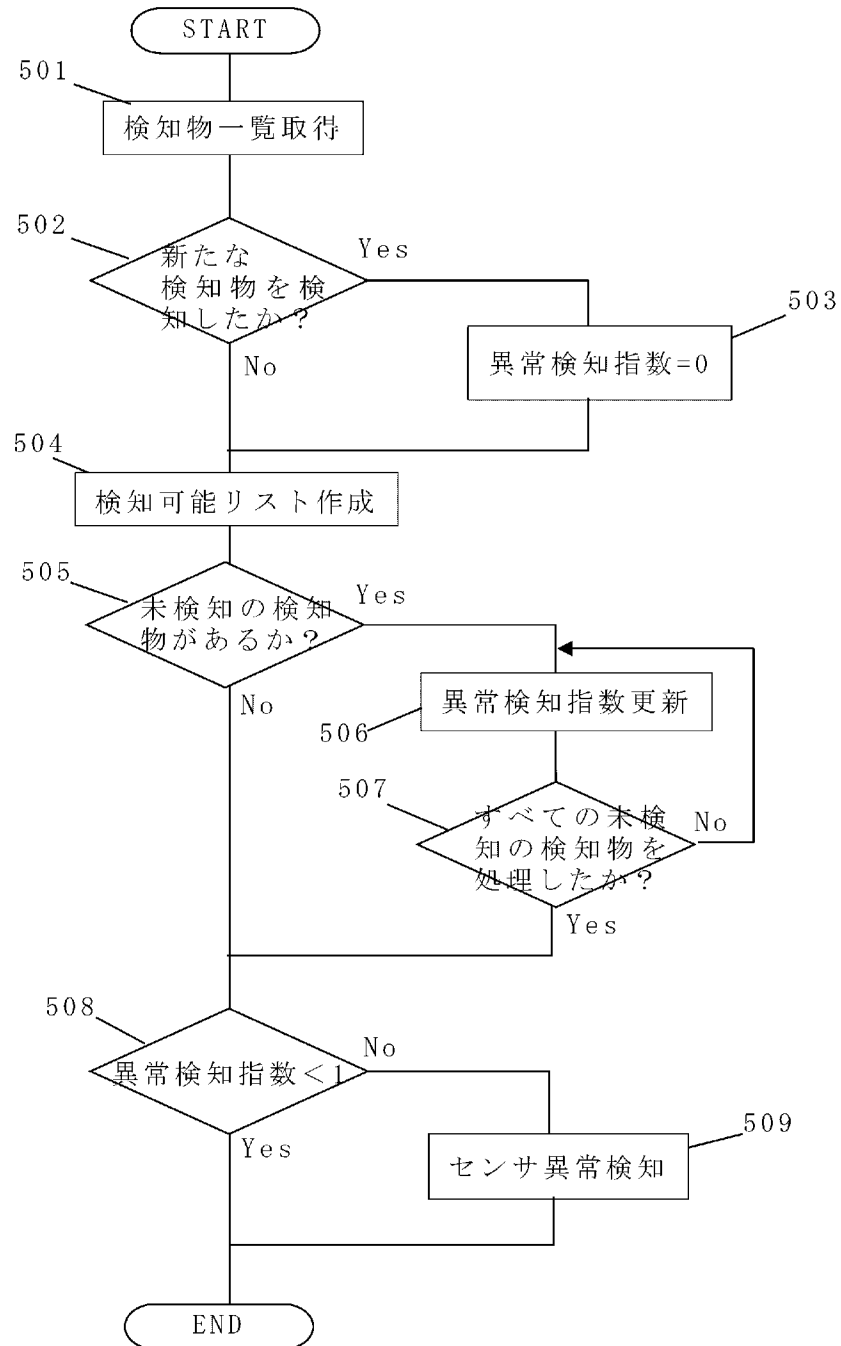 START
501
検知物一覧取得
502
新たな
検知物を検
知したか？
Yes
No
503
異常検知指数=0
504
検知可能リスト作成
505
未検知の検知
物があるか？
Yes
No
506
異常検知指数更新
507
すべての未検
知の検知物を
処理したか？
No
Yes
508
異常検知指数＜1
No
Yes
509
センサ異常検知
END